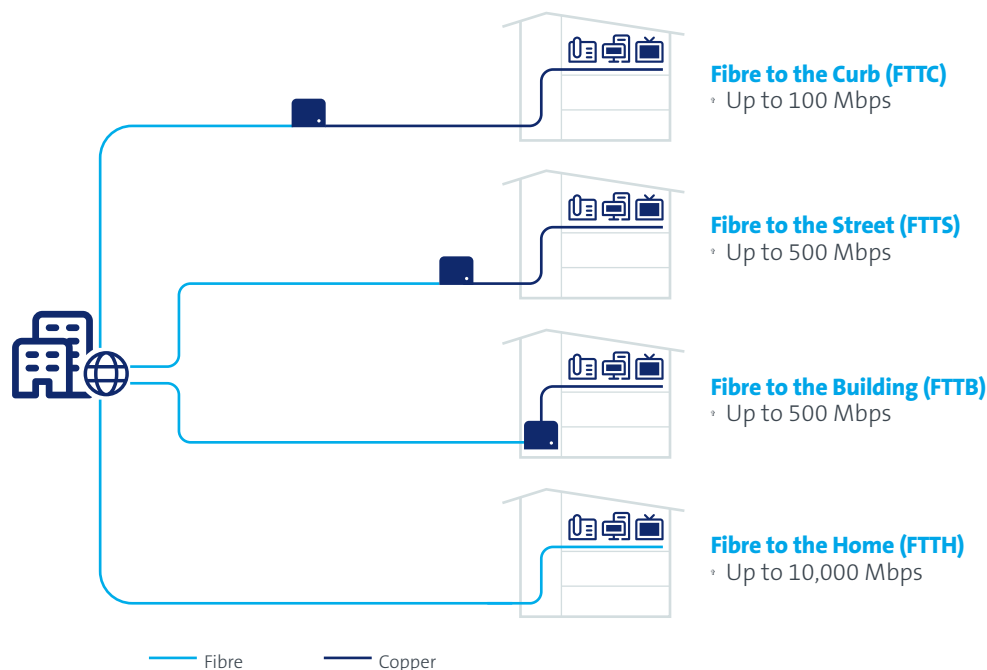 Fibre to the Curb (FTTC)
Up to 100 Mbps
Fibre to the Street (FTTS)
Up to 500 Mbps
Fibre to the Building (FTTB)
Up to 500 Mbps
Fibre to the Home (FTTH)
Up to 10,000 Mbps
Fibre
Copper